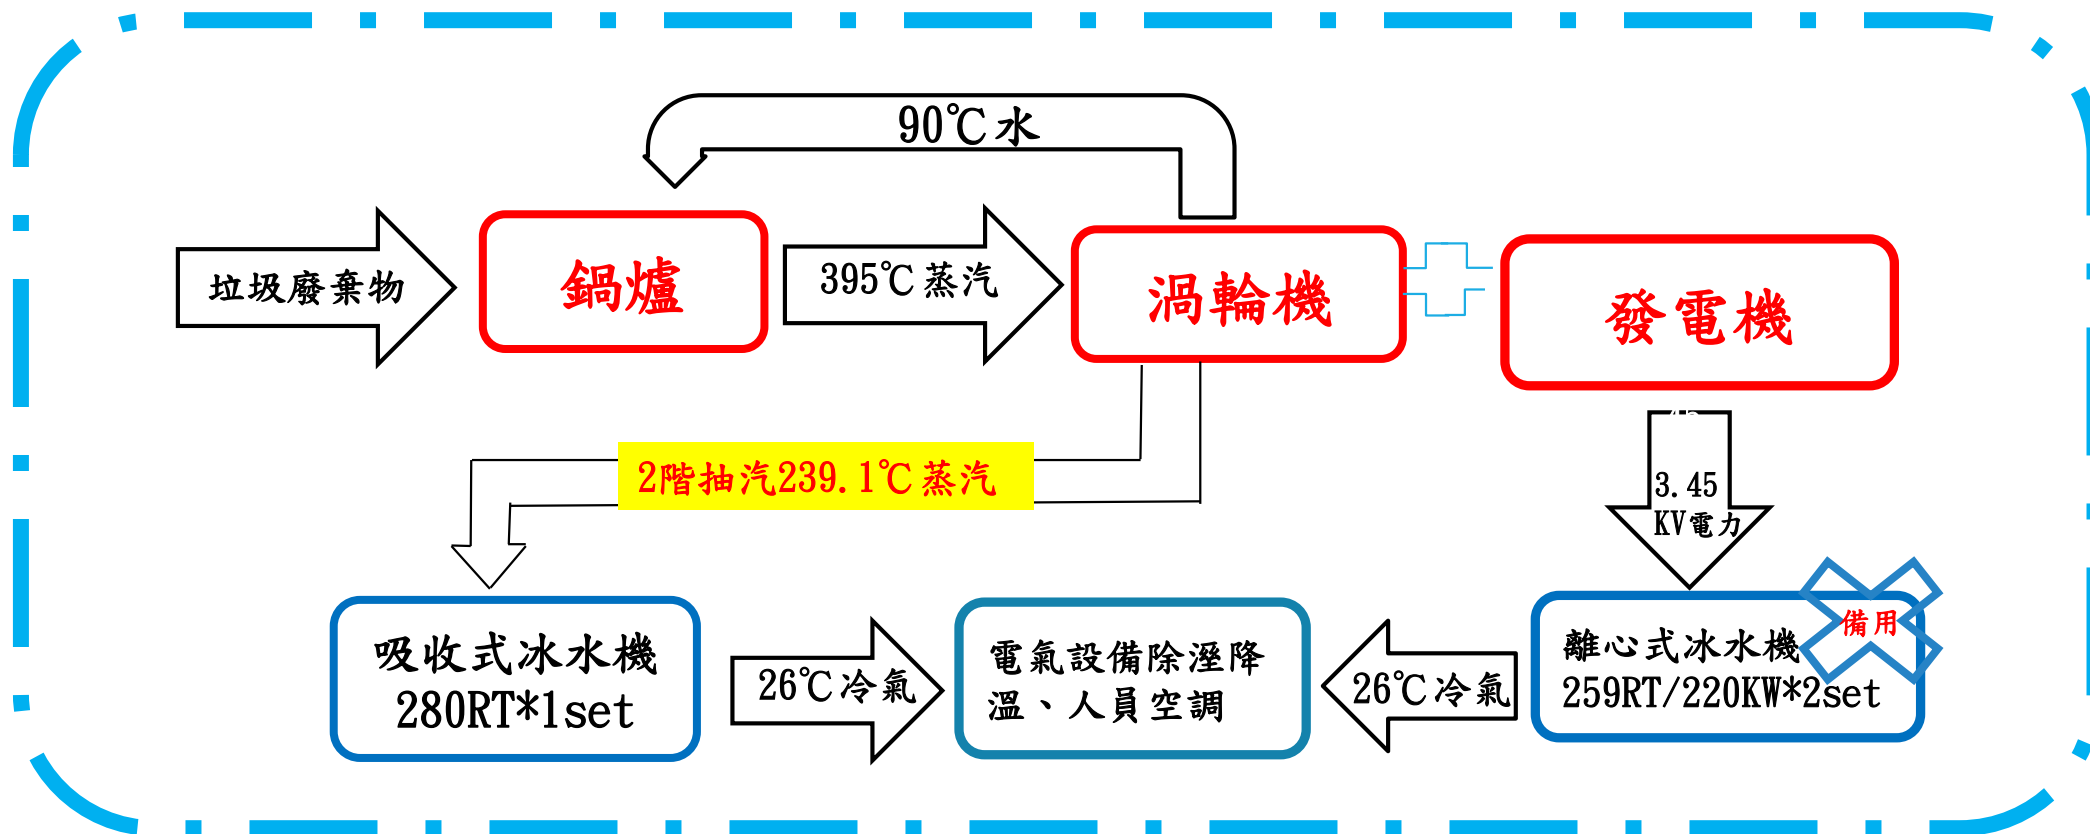 90℃水
垃圾廢棄物
鍋爐
395℃蒸汽
渦輪機
發電機
2階抽汽239.1℃蒸汽
3.45
KV電力
吸收式冰水機
280RT*1set
26℃冷氣
電氣設備除溼降
溫、人員空調
26℃冷氣
離心式冰水機
259RT/220KW*2set
備用